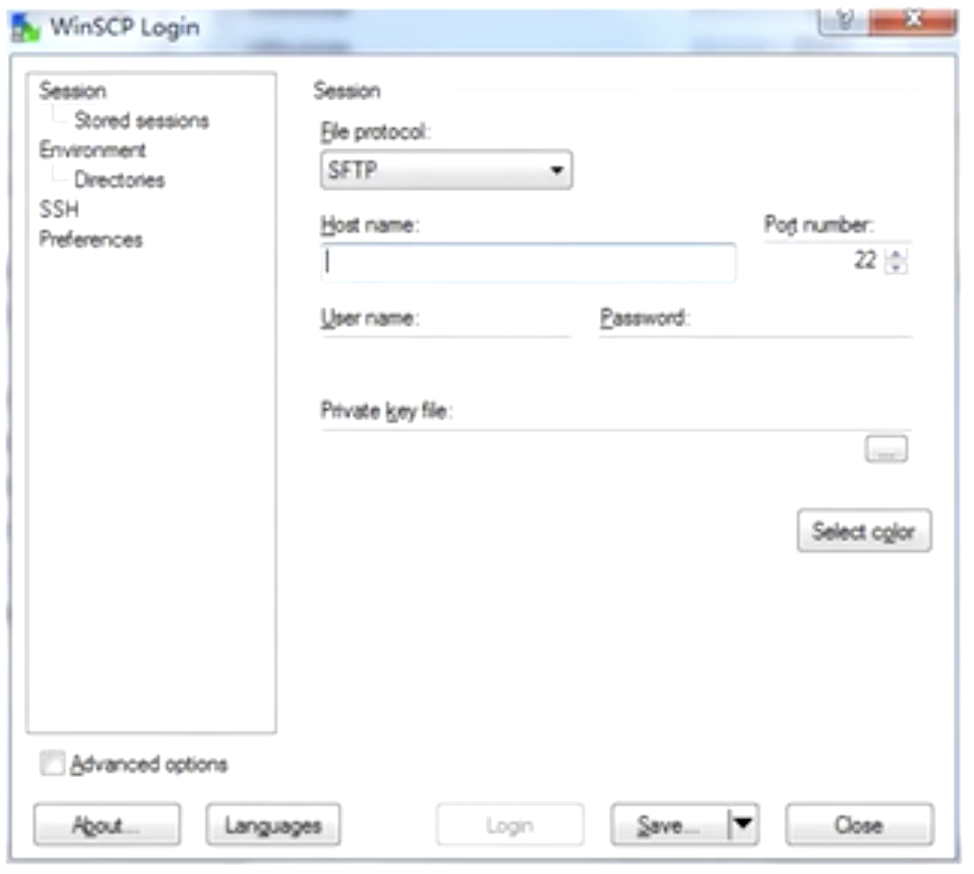 WinSCP Login
?
X
Session
Stored sessions
Environment
Directories
SSH
Preferences
Session
File protocol:
SFTP
Host name:
Port number:
22
User name:
Password:
Private key file:
...
Select color
Advanced options
About...
Languages
Login
Save...
Close